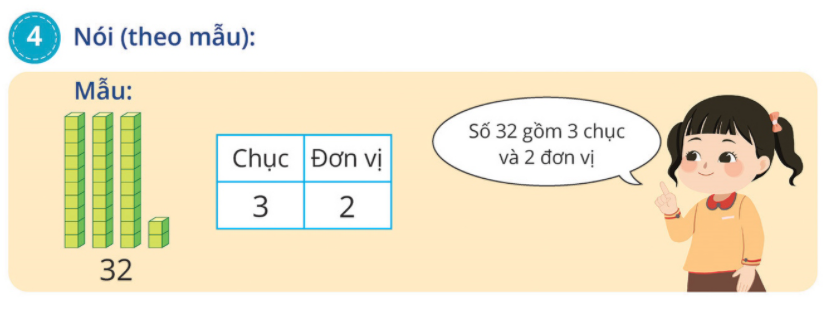 4 Nói (theo mẫu):
Mẫu:
Chục Đơn vị
3 2
32
Số 32 gồm 3 chục
và 2 đơn vị